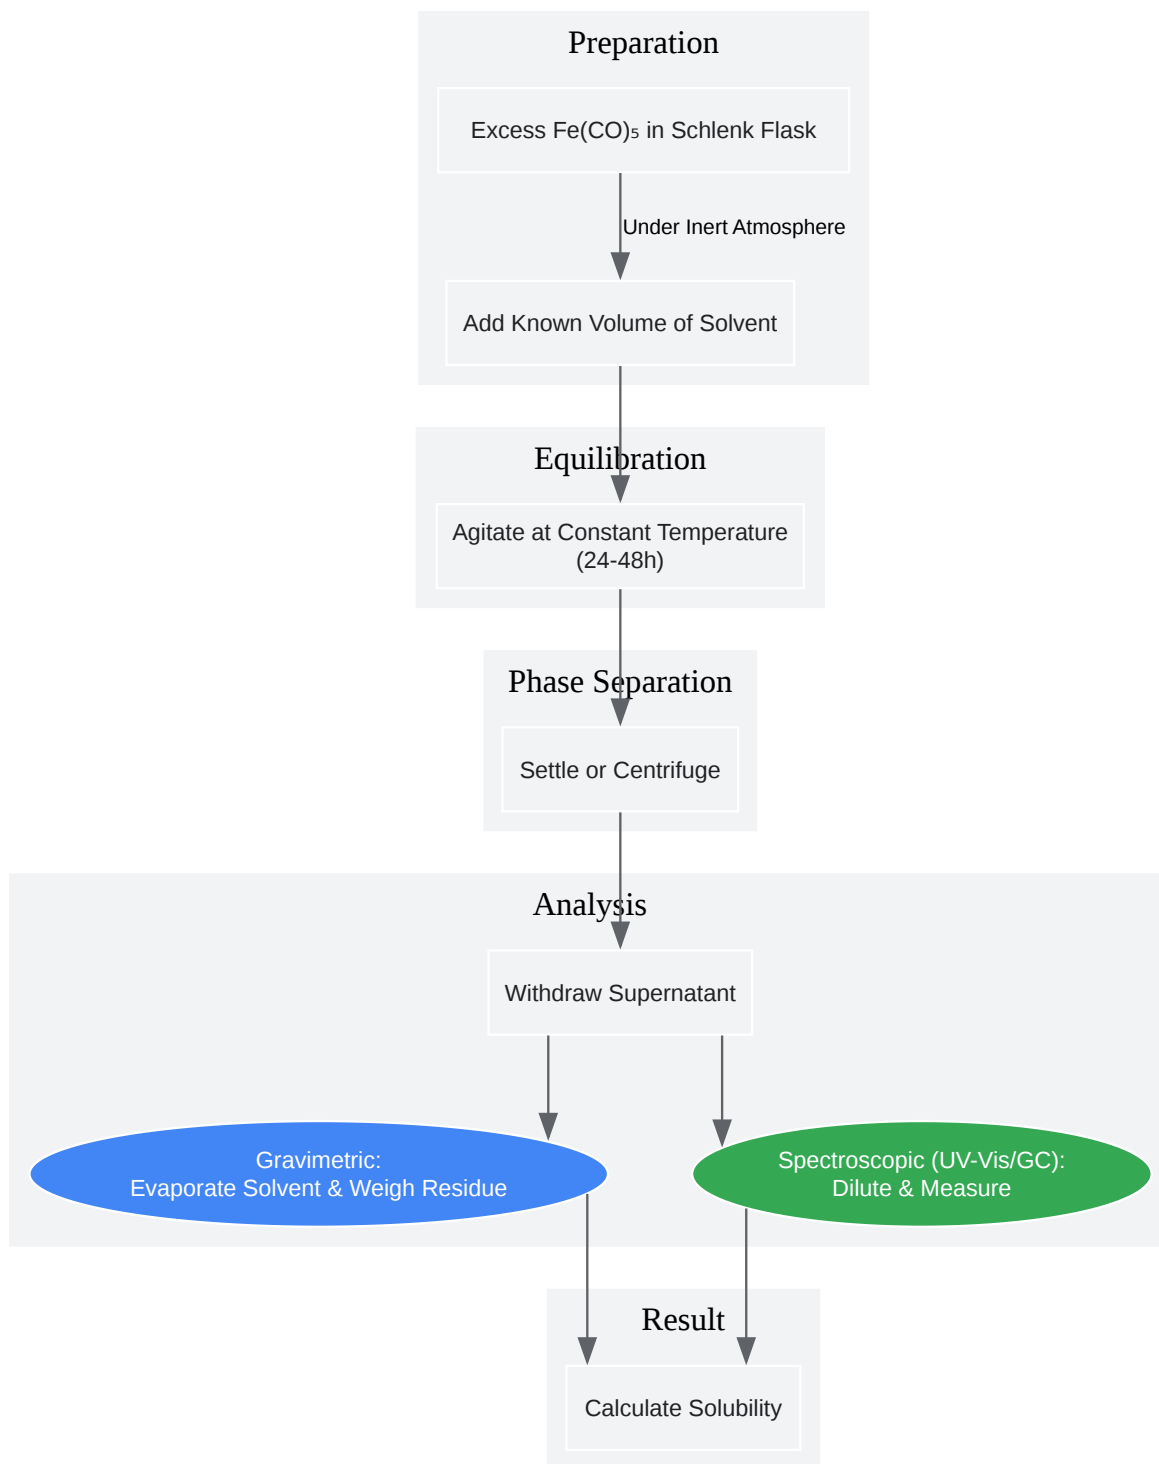 Preparation
Excess Fe(CO)₅ in Schlenk Flask
Under Inert Atmosphere
Add Known Volume of Solvent
Equilibration
Agitate at Constant Temperature
(24-48h)
Phase Separation
Settle or Centrifuge
Analysis
Withdraw Supernatant
Gravimetric:
Evaporate Solvent & Weigh Residue
Spectroscopic (UV-Vis/GC):
Dilute & Measure
Result
Calculate Solubility